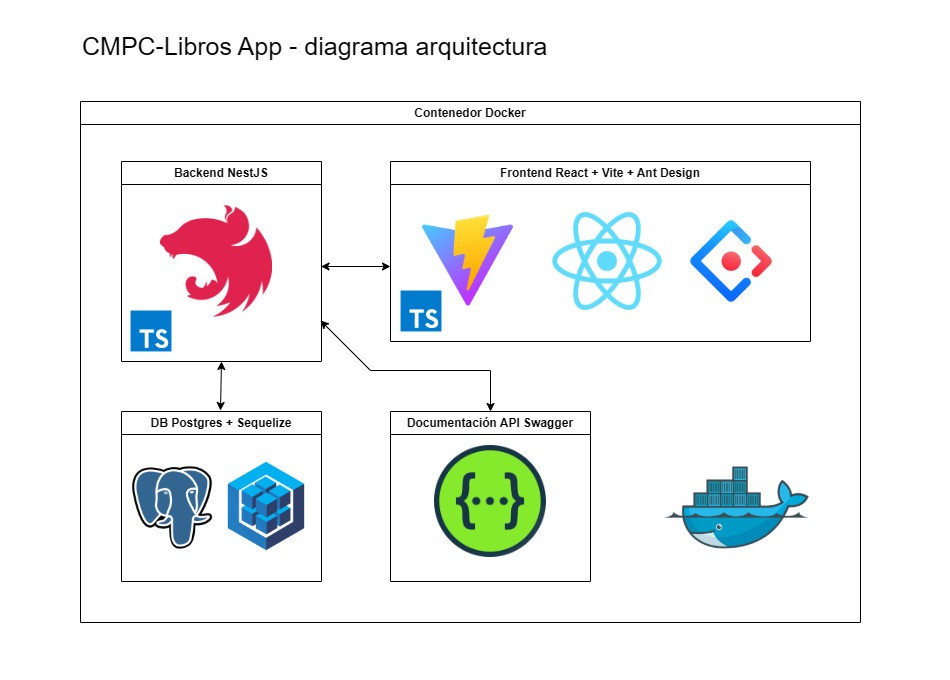 CMPC-Libros App - diagrama arquitectura
Contenedor Docker
Backend NestJS
Frontend React + Vite + Ant Design
TS
TS
DB Postgres + Sequelize
Documentación API Swagger
{...}